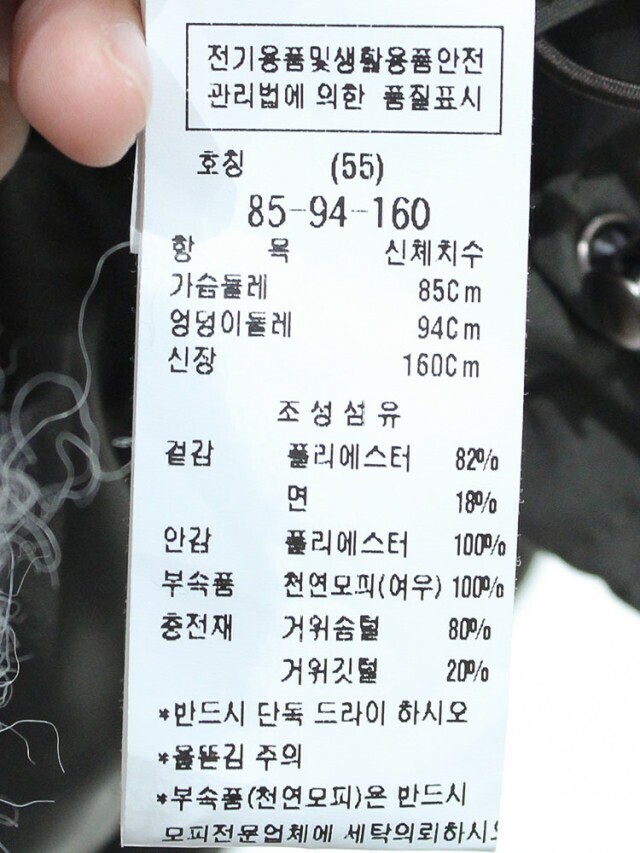 전기용품및생활용품안전
관리법에 의한 품질표시
호칭 (55)
85-94-160
항 목 신체치수
가슴둘레 85Cm
엉덩이둘레 94Cm
신장 160Cm
조성섬유
겉감 폴리에스터 82%
면 18%
안감 폴리에스터 100%
부속품 천연모피(여우) 100%
충전재 거위솜털 80%
거위깃털 20%
*반드시 단독 드라이 하시오
*올뜯김 주의
*부속품(천연모피)은 반드시
모피전문업체에 세탁의뢰하시오